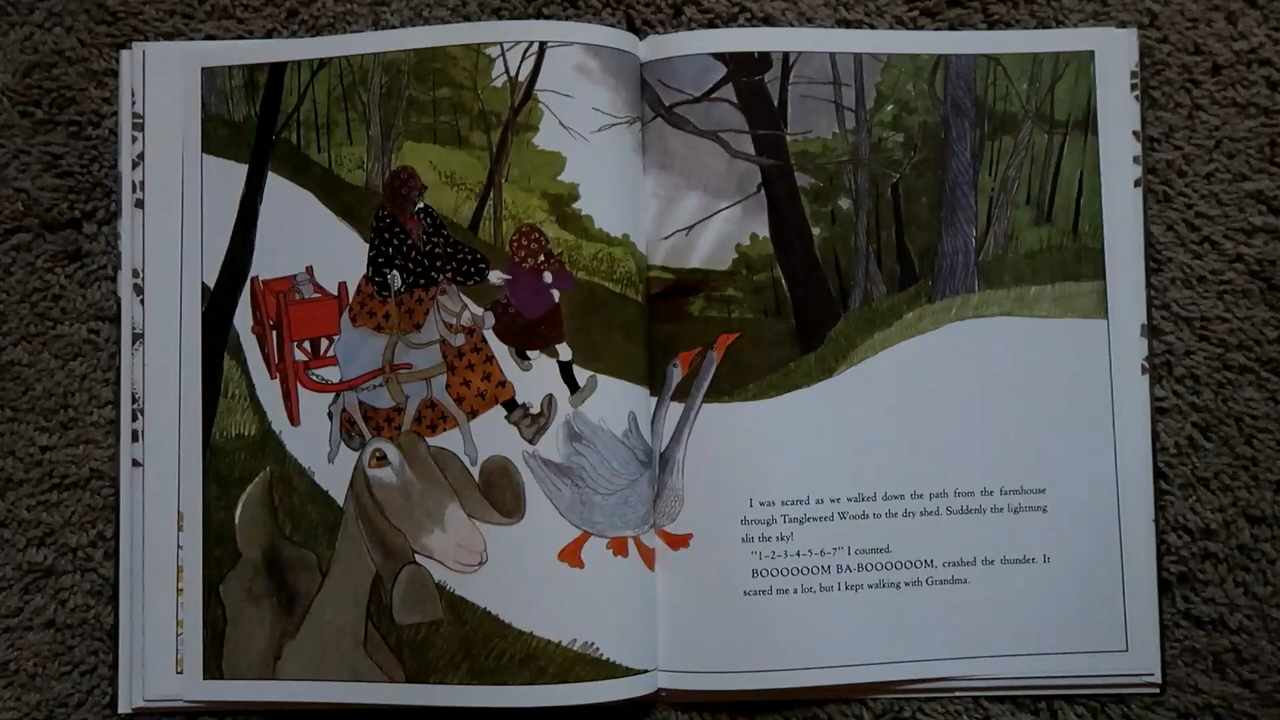 I was scared as we walked down the path from the farmhouse
through Tangleweed Woods to the dry shed. Suddenly the lightning
slit the sky!
"1-2-3-4-5-6-7" I counted.
BOOOOOOM BA-BOOOOOOM, crashed the thunder. It
scared me a lot, but I kept walking with Grandma.